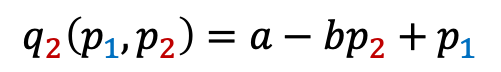 q₂(p₁,p₂) = a − bp₂ + p₁